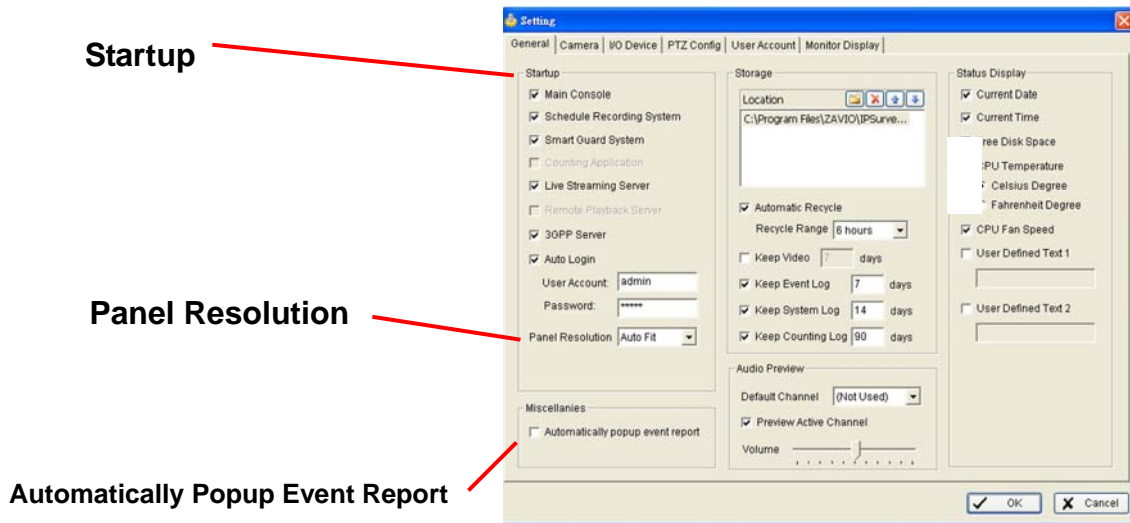 Startup
Panel Resolution
Automatically Popup Event Report
Setting
General Camera I/O Device PTZ Config User Account Monitor Display
Startup
Main Console
Schedule Recording System
Smart Guard System
Counting Application
Live Streaming Server
Remote Playback Server
3GPP Server
Auto Login
User Account: admin
Password: *****
Panel Resolution Auto Fit
Miscellanies
Automatically popup event report
Storage
Location
C:\Program Files\ZAVIO\IPSurve...
Automatic Recycle
Recycle Range 6 hours
Keep Video 7 days
Keep Event Log 7 days
Keep System Log 14 days
Keep Counting Log 90 days
Audio Preview
Default Channel (Not Used)
Preview Active Channel
Volume
Status Display
Current Date
Current Time
Disk Space
Temperature
Celsius Degree
Fahrenheit Degree
CPU Fan Speed
User Defined Text 1
User Defined Text 2
OK
Cancel